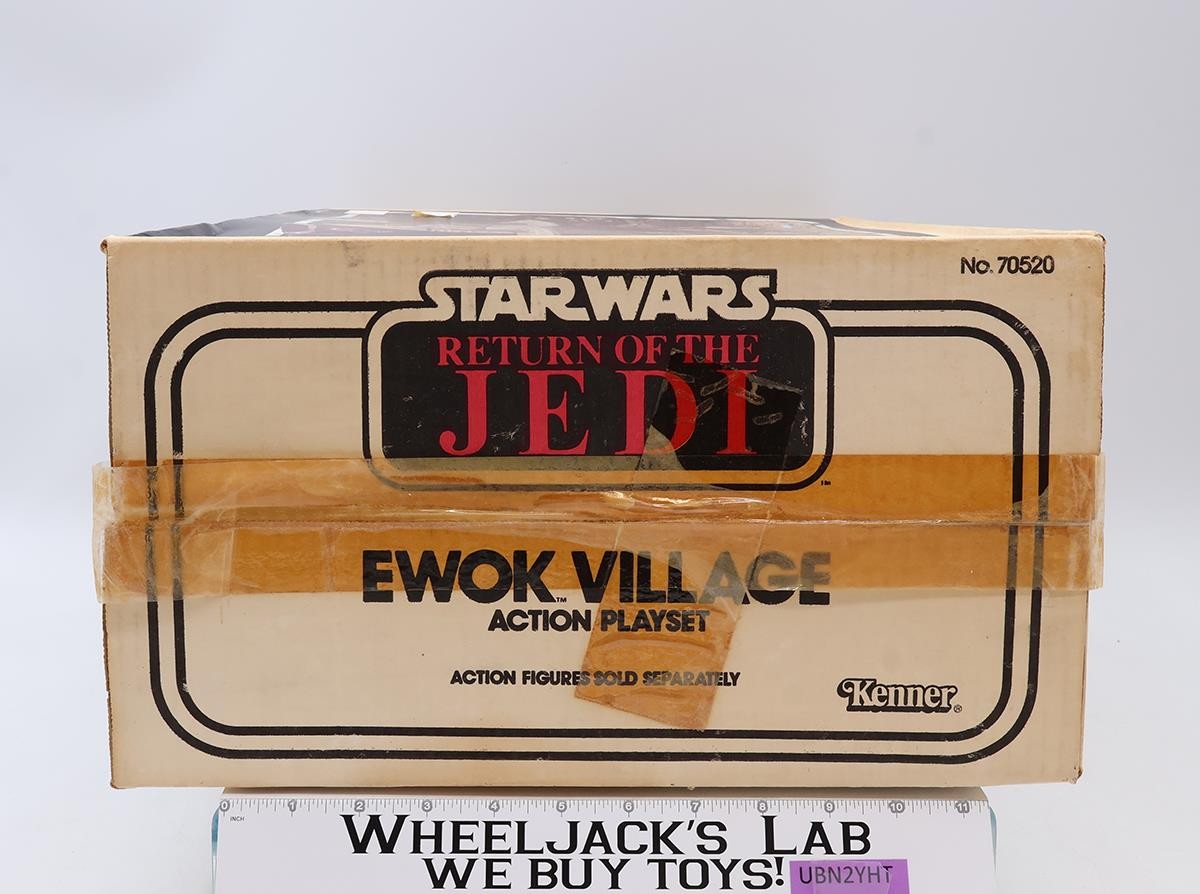 No. 70520
STAR WARS
RETURN OF THE
JEDI
EWOK™ VILLAGE
ACTION PLAYSET
ACTION FIGURES SOLD SEPARATELY
Kenner®
0 1 2 3 4 5 6 7 8 9 10 11
INCH
WHEELJACK'S LAB
WE BUY TOYS!
UBN2YHT